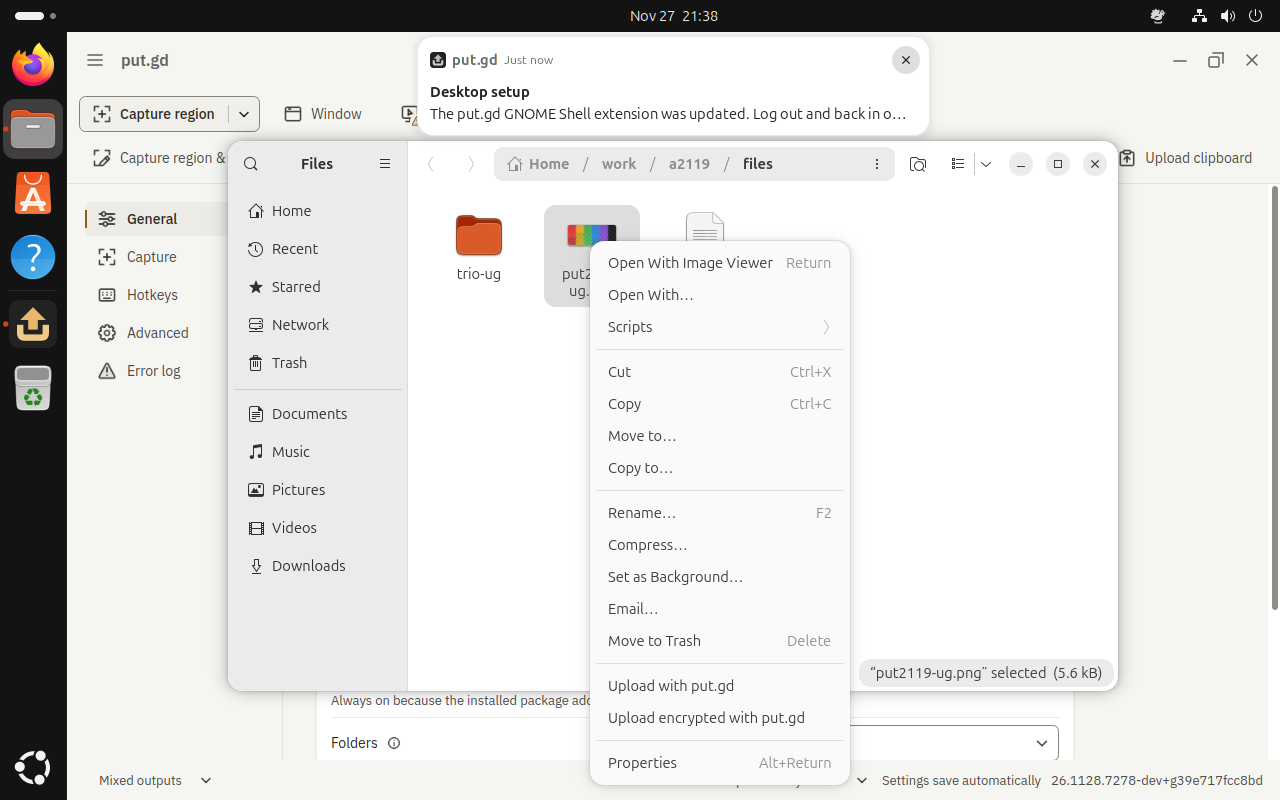 Nov 27 21:38
put.gd
put.gd Just now
Desktop setup
The put.gd GNOME Shell extension was updated. Log out and back in o…
Capture region
Window
Capture region &
Upload clipboard
General
Capture
Hotkeys
Advanced
Error log
Files
Home / work / a2119 / files
Home
Recent
Starred
Network
Trash
Documents
Music
Pictures
Videos
Downloads
trio-ug
Open With Image Viewer Return
Open With…
Scripts
Cut Ctrl+X
Copy Ctrl+C
Move to…
Copy to…
Rename… F2
Compress…
Set as Background…
Email…
Move to Trash Delete
Upload with put.gd
Upload encrypted with put.gd
Properties Alt+Return
“put2119-ug.png” selected (5.6 kB)
Always on because the installed package
Folders
Mixed outputs
Settings save automatically 26.1128.7278-dev+g39e717fcc8bd